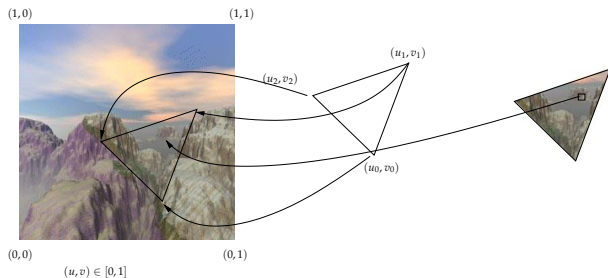 (1,0)
(1,1)
(u₁,v₁)
(u₂,v₂)
(u₀,v₀)
(0,0)
(0,1)
(u,v) ∈ [0,1]